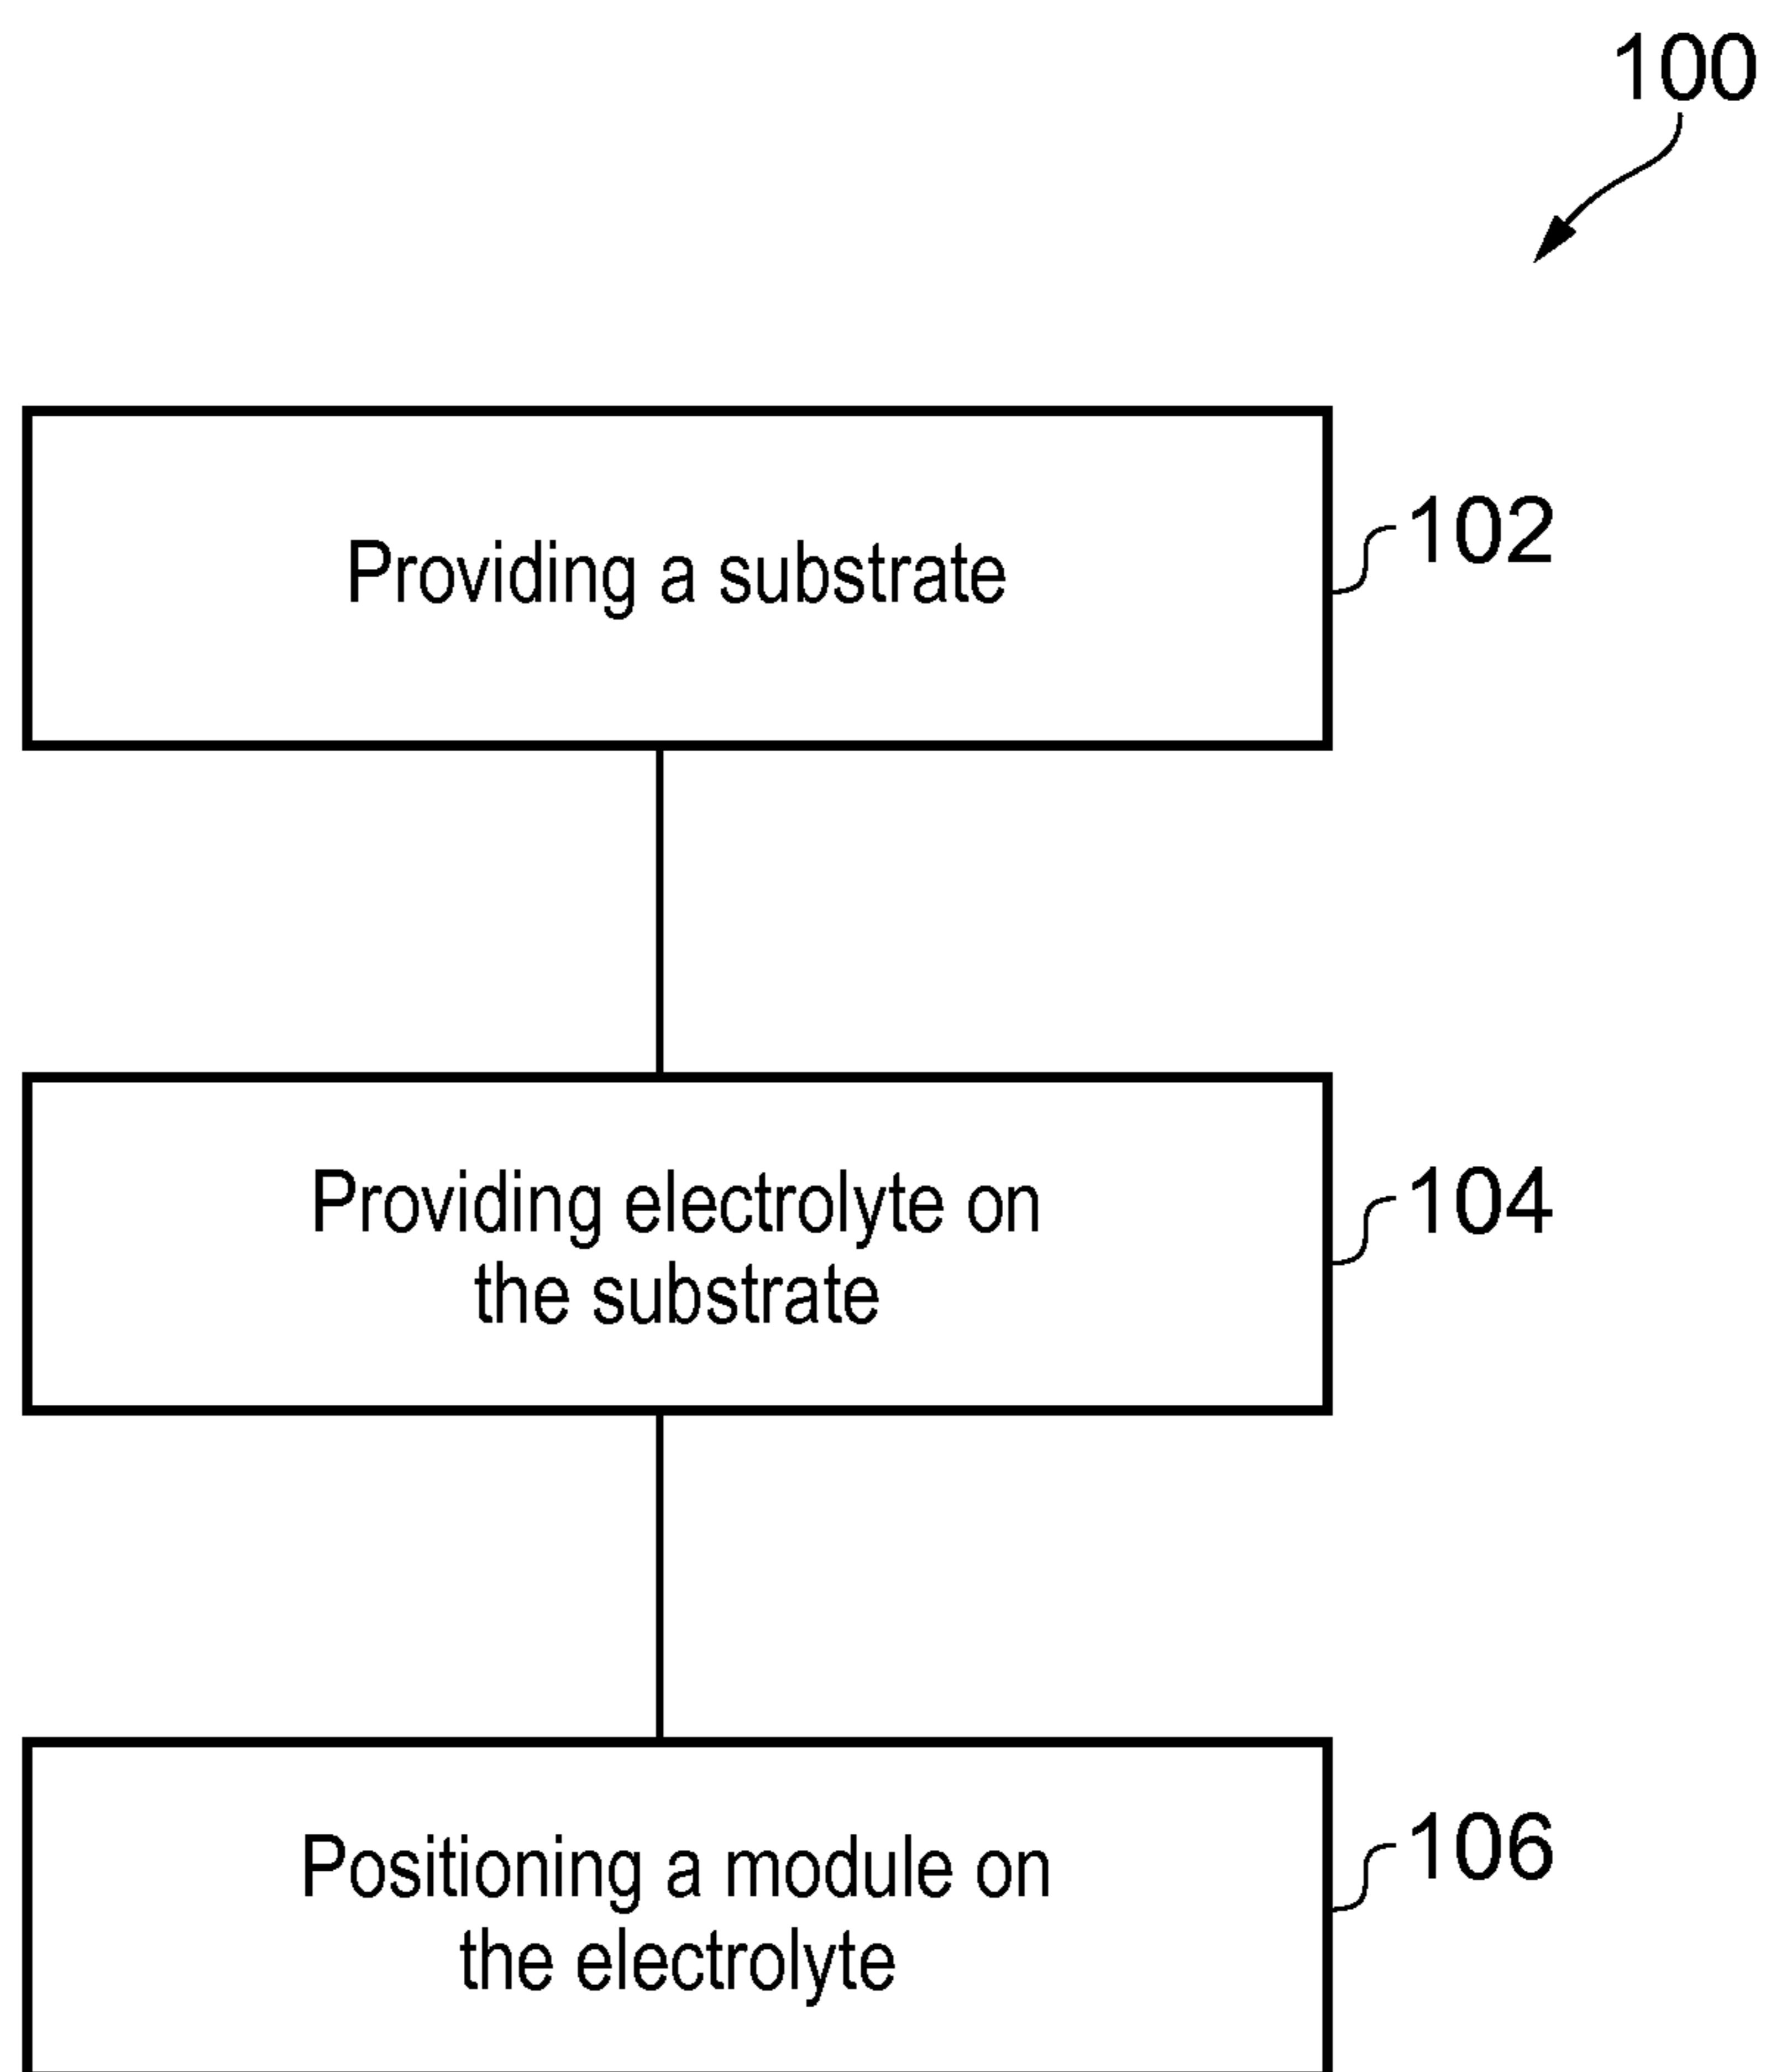 100
Providing a substrate
102
Providing electrolyte on
the substrate
104
Positioning a module on
the electrolyte
106